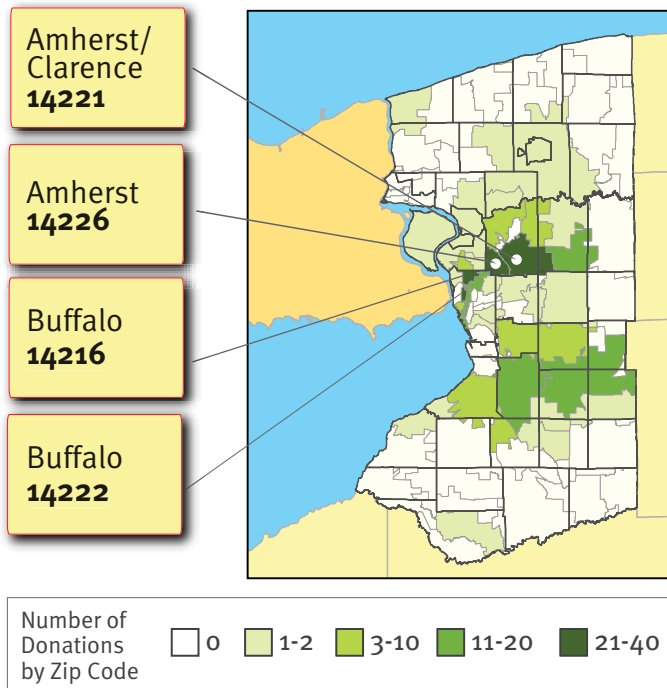 Amherst/
Clarence
14221
Amherst
14226
Buffalo
14216
Buffalo
14222
Number of
Donations
by Zip Code
0
1-2
3-10
11-20
21-40